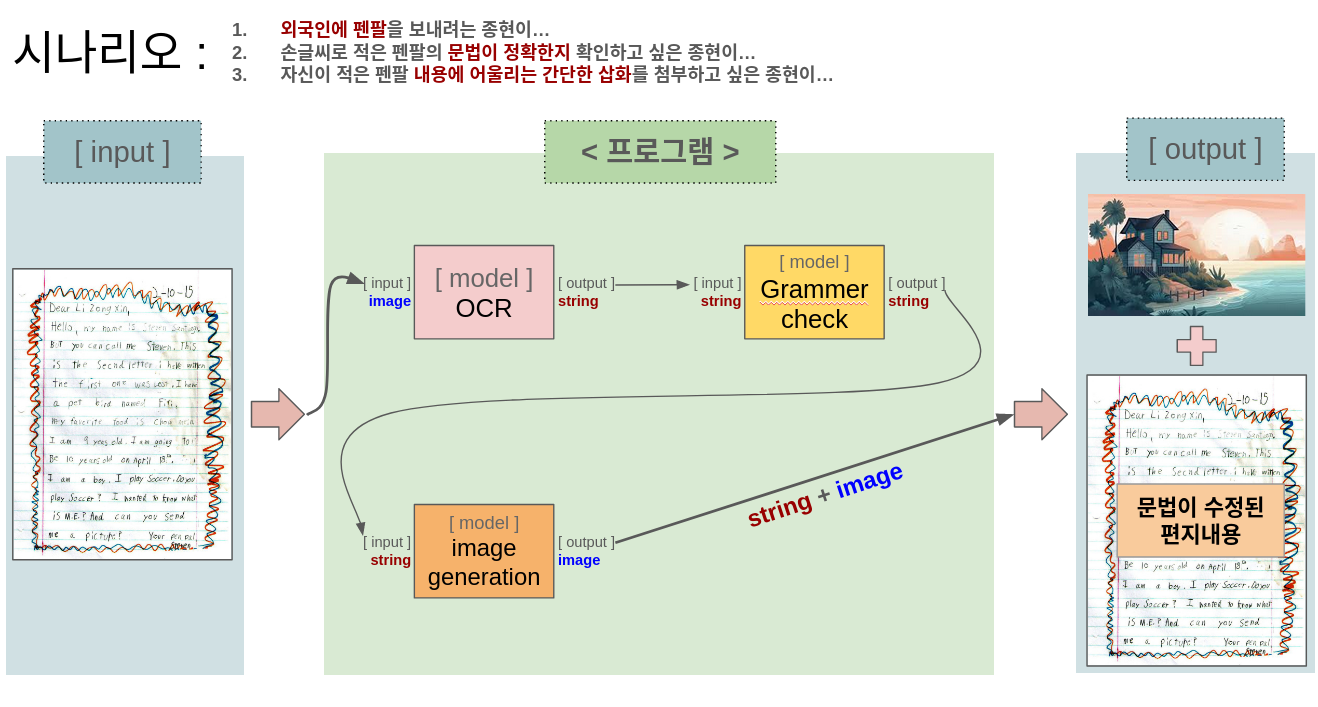 시나리오 :
1. 외국인에 펜팔을 보내려는 종현이…
2. 손글씨로 적은 펜팔의 문법이 정확한지 확인하고 싶은 종현이…
3. 자신이 적은 펜팔 내용에 어울리는 간단한 삽화를 첨부하고 싶은 종현이…
[ input ]
-10-15
Dear Li Zong Xin,
Hello, my name is Steven Santiago
But you can call me Steven. This
is the Second letter i have written
the first one was lost. I have
a pet bird named Fifi,
my favorite food is Chow
I am 9 years old. I am going to
Be 10 years old on April 18th.
I am a boy. I play Soccer. Do you
play Soccer? I wanted to know what
is M.E.? And can you send
me a picture? Your pen pal,
Steven.
< 프로그램 >
[ input ]
image
[ model ]
OCR
[ output ]
string
[ input ]
string
[ model ]
Grammer
check
[ output ]
string
[ input ]
string
[ model ]
image
generation
[ output ]
image
string + image
[ output ]
-10-15
Dear Li Zong Xin,
Hello, my name is Steven Santiago
But you can call me Steven. This
is the Second letter i have written
문법이 수정된
편지내용
Be 10 years old on April 18th.
I am a boy. I play Soccer. Do you
play Soccer? I wanted to know what
is M.E.? And can you send
me a picture? Your pen pal,
Steven.